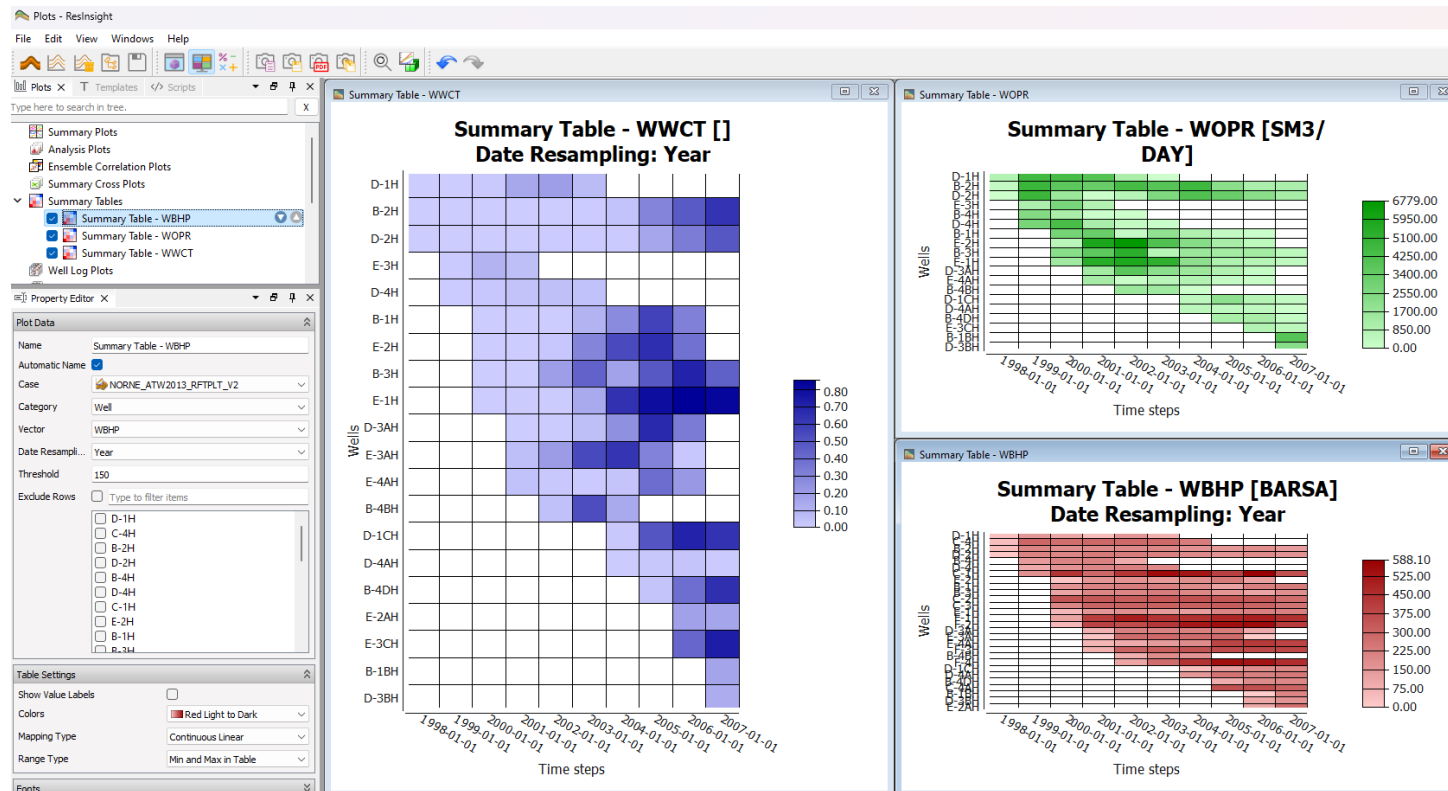 Plots - ResInsight
File Edit View Windows Help
Plots Templates Scripts
Type here to search in tree. X
Summary Plots
Analysis Plots
Ensemble Correlation Plots
Summary Cross Plots
Summary Tables
Summary Table - WBHP
Summary Table - WOPR
Summary Table - WWCT
Well Log Plots
Property Editor
Plot Data
Name Summary Table - WBHP
Automatic Name
Case NORNE_ATW2013_RFTPLT_V2
Category Well
Vector WBHP
Date Resampli... Year
Threshold 150
Exclude Rows Type to filter items
D-1H
C-4H
B-2H
D-2H
B-4H
D-4H
C-1H
E-2H
B-1H
B-3H
Table Settings
Show Value Labels
Colors Red Light to Dark
Mapping Type Continuous Linear
Range Type Min and Max in Table
Fonts
Summary Table - WWCT
Summary Table - WWCT []
Date Resampling: Year
D-1H
B-2H
D-2H
E-3H
D-4H
B-1H
E-2H
B-3H
E-1H
D-3AH
E-3AH
E-4AH
B-4BH
D-1CH
D-4AH
B-4DH
E-2AH
E-3CH
B-1BH
D-3BH
Wells
1998-01-01
1999-01-01
2000-01-01
2001-01-01
2002-01-01
2003-01-01
2004-01-01
2005-01-01
2006-01-01
2007-01-01
Time steps
0.80
0.70
0.60
0.50
0.40
0.30
0.20
0.10
0.00
Summary Table - WOPR
Summary Table - WOPR [SM3/
DAY]
D-1H
B-2H
D-2H
E-3H
B-4H
D-4H
B-1H
E-2H
B-3H
E-1H
D-3AH
E-4AH
B-4BH
D-1CH
D-4AH
B-4DH
E-3CH
B-1BH
D-3BH
Wells
1998-01-01
1999-01-01
2000-01-01
2001-01-01
2002-01-01
2003-01-01
2004-01-01
2005-01-01
2006-01-01
2007-01-01
Time steps
6779.00
5950.00
5100.00
4250.00
3400.00
2550.00
1700.00
850.00
0.00
Summary Table - WBHP
Summary Table - WBHP [BARSA]
Date Resampling: Year
D-1H
C-4H
B-2H
E-2AH
Wells
1998-01-01
1999-01-01
2000-01-01
2001-01-01
2002-01-01
2003-01-01
2004-01-01
2005-01-01
2006-01-01
2007-01-01
Time steps
588.10
525.00
450.00
375.00
300.00
225.00
150.00
75.00
0.00